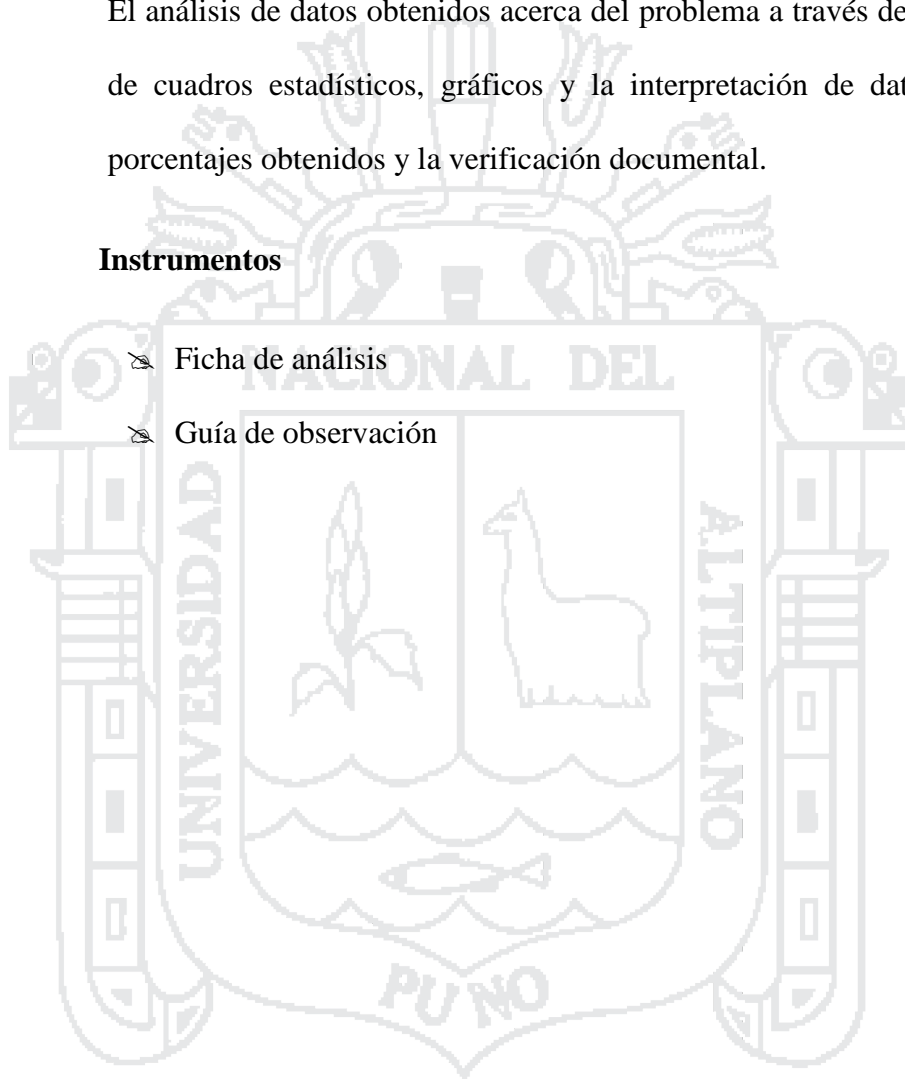 El análisis de datos obtenidos acerca del problema a través de
de cuadros estadísticos, gráficos y la interpretación de dat
porcentajes obtenidos y la verificación documental.
Instrumentos
Ficha de análisis
Guía de observación
NACIONAL DEL
UNIVERSIDAD
ALTIPLANO
PUNO